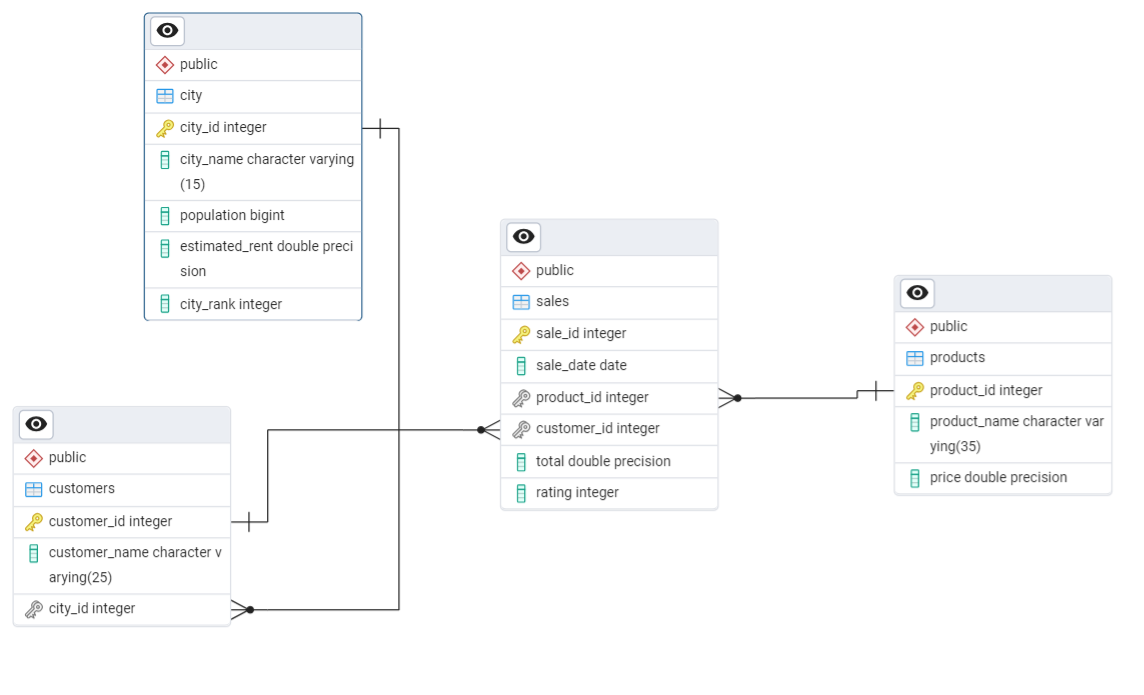 public
city
city_id integer
city_name character varying
(15)
population bigint
estimated_rent double preci
sion
city_rank integer
public
sales
sale_id integer
sale_date date
product_id integer
customer_id integer
total double precision
rating integer
public
products
product_id integer
product_name character var
ying(35)
price double precision
public
customers
customer_id integer
customer_name character v
arying(25)
city_id integer